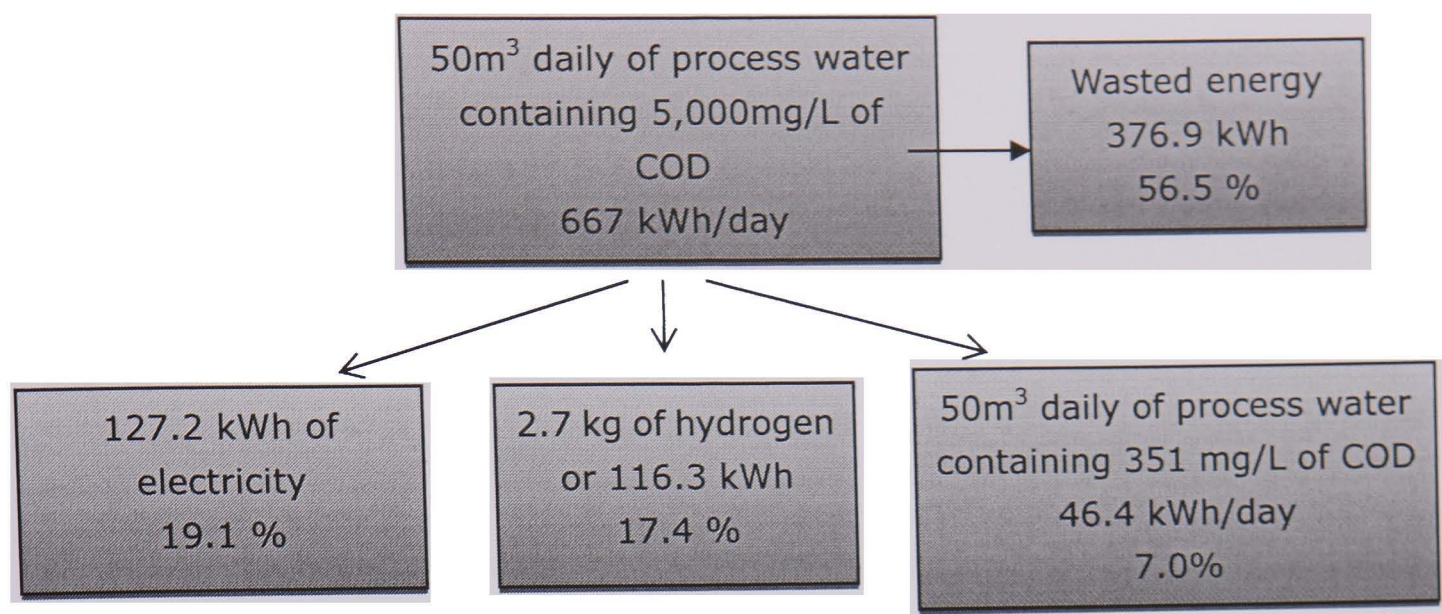 50m³ daily of process water
containing 5,000mg/L of
COD
667 kWh/day
Wasted energy
376.9 kWh
56.5 %
127.2 kWh of
electricity
19.1 %
2.7 kg of hydrogen
or 116.3 kWh
17.4 %
50m³ daily of process water
containing 351 mg/L of COD
46.4 kWh/day
7.0%